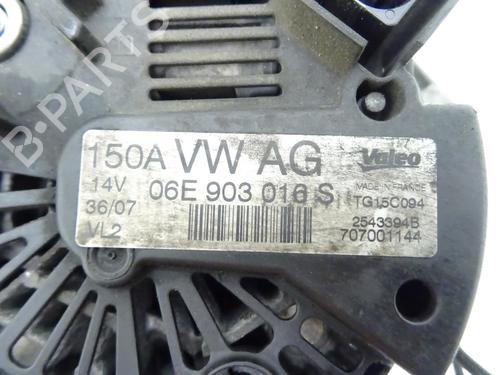 B-PARTS
150A VW AG Valeo
14V 06E 903 016 S MADE IN FRANCE
36/07 TG15C094
VL2 2543394B
707001144